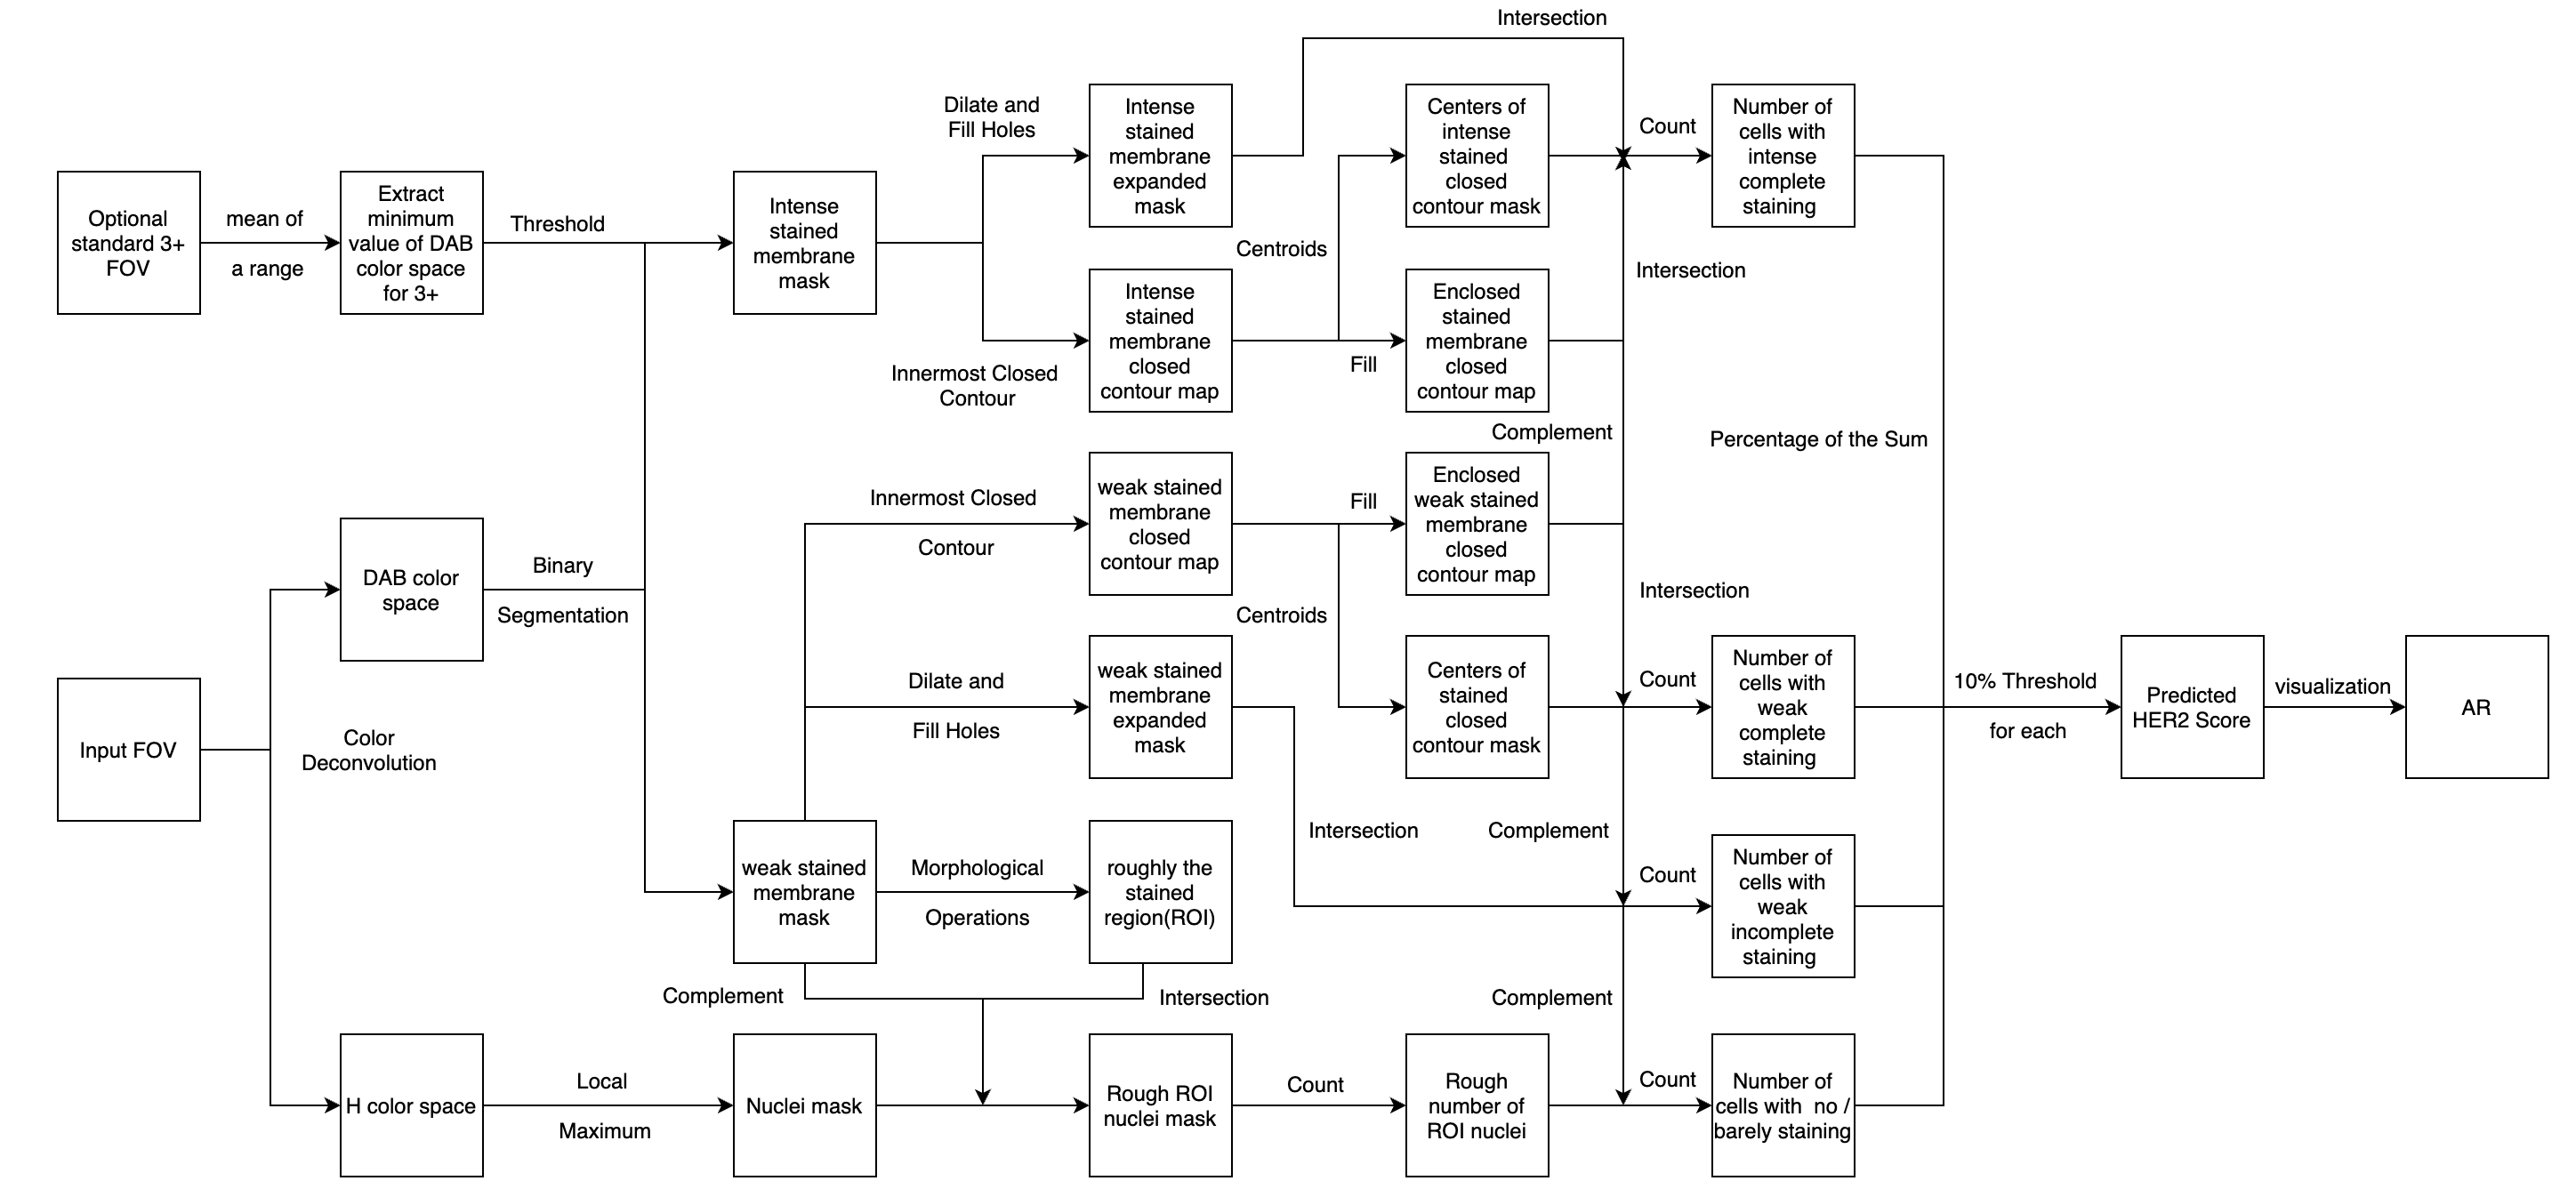 Intersection
Dilate and
Fill Holes
Intense
stained
membrane
expanded
mask
Centers of
intense
stained
closed
contour mask
Count
Number of
cells with
intense
complete
staining
Optional
standard 3+
FOV
mean of
a range
Extract
minimum
value of DAB
color space
for 3+
Threshold
Intense
stained
membrane
mask
Centroids
Intersection
Innermost Closed
Contour
Intense
stained
membrane
closed
contour map
Fill
Enclosed
stained
membrane
closed
contour map
Complement
Percentage of the Sum
Innermost Closed
Contour
weak stained
membrane
closed
contour map
Fill
Enclosed
weak stained
membrane
closed
contour map
DAB color
space
Binary
Segmentation
Centroids
Intersection
Dilate and
Fill Holes
weak stained
membrane
expanded
mask
Centers of
stained
closed
contour mask
Count
Number of
cells with
weak
complete
staining
10% Threshold
for each
Predicted
HER2 Score
visualization
AR
Input FOV
Color
Deconvolution
Intersection
Complement
weak stained
membrane
mask
Morphological
Operations
roughly the
stained
region(ROI)
Count
Number of
cells with
weak
incomplete
staining
Complement
Intersection
Complement
H color space
Local
Maximum
Nuclei mask
Rough ROI
nuclei mask
Count
Rough
number of
ROI nuclei
Count
Number of
cells with  no /
barely staining